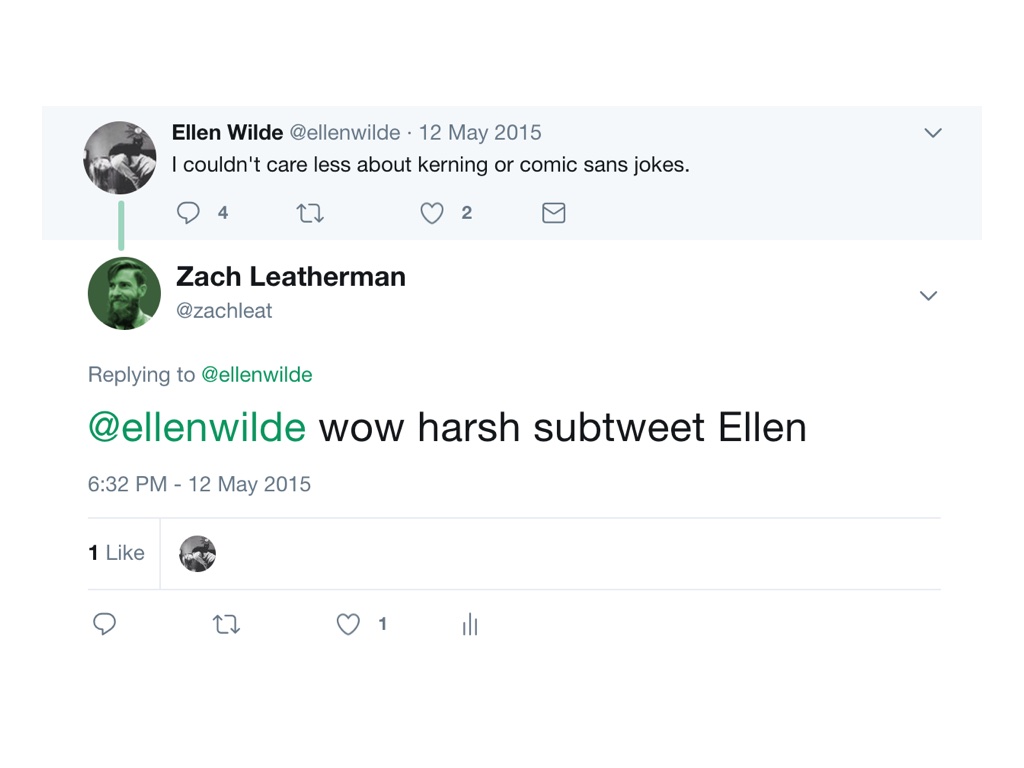 Ellen Wilde @ellenwilde · 12 May 2015
I couldn't care less about kerning or comic sans jokes.
4 2
Zach Leatherman
@zachleat
Replying to @ellenwilde
@ellenwilde wow harsh subtweet Ellen
6:32 PM - 12 May 2015
1 Like
1